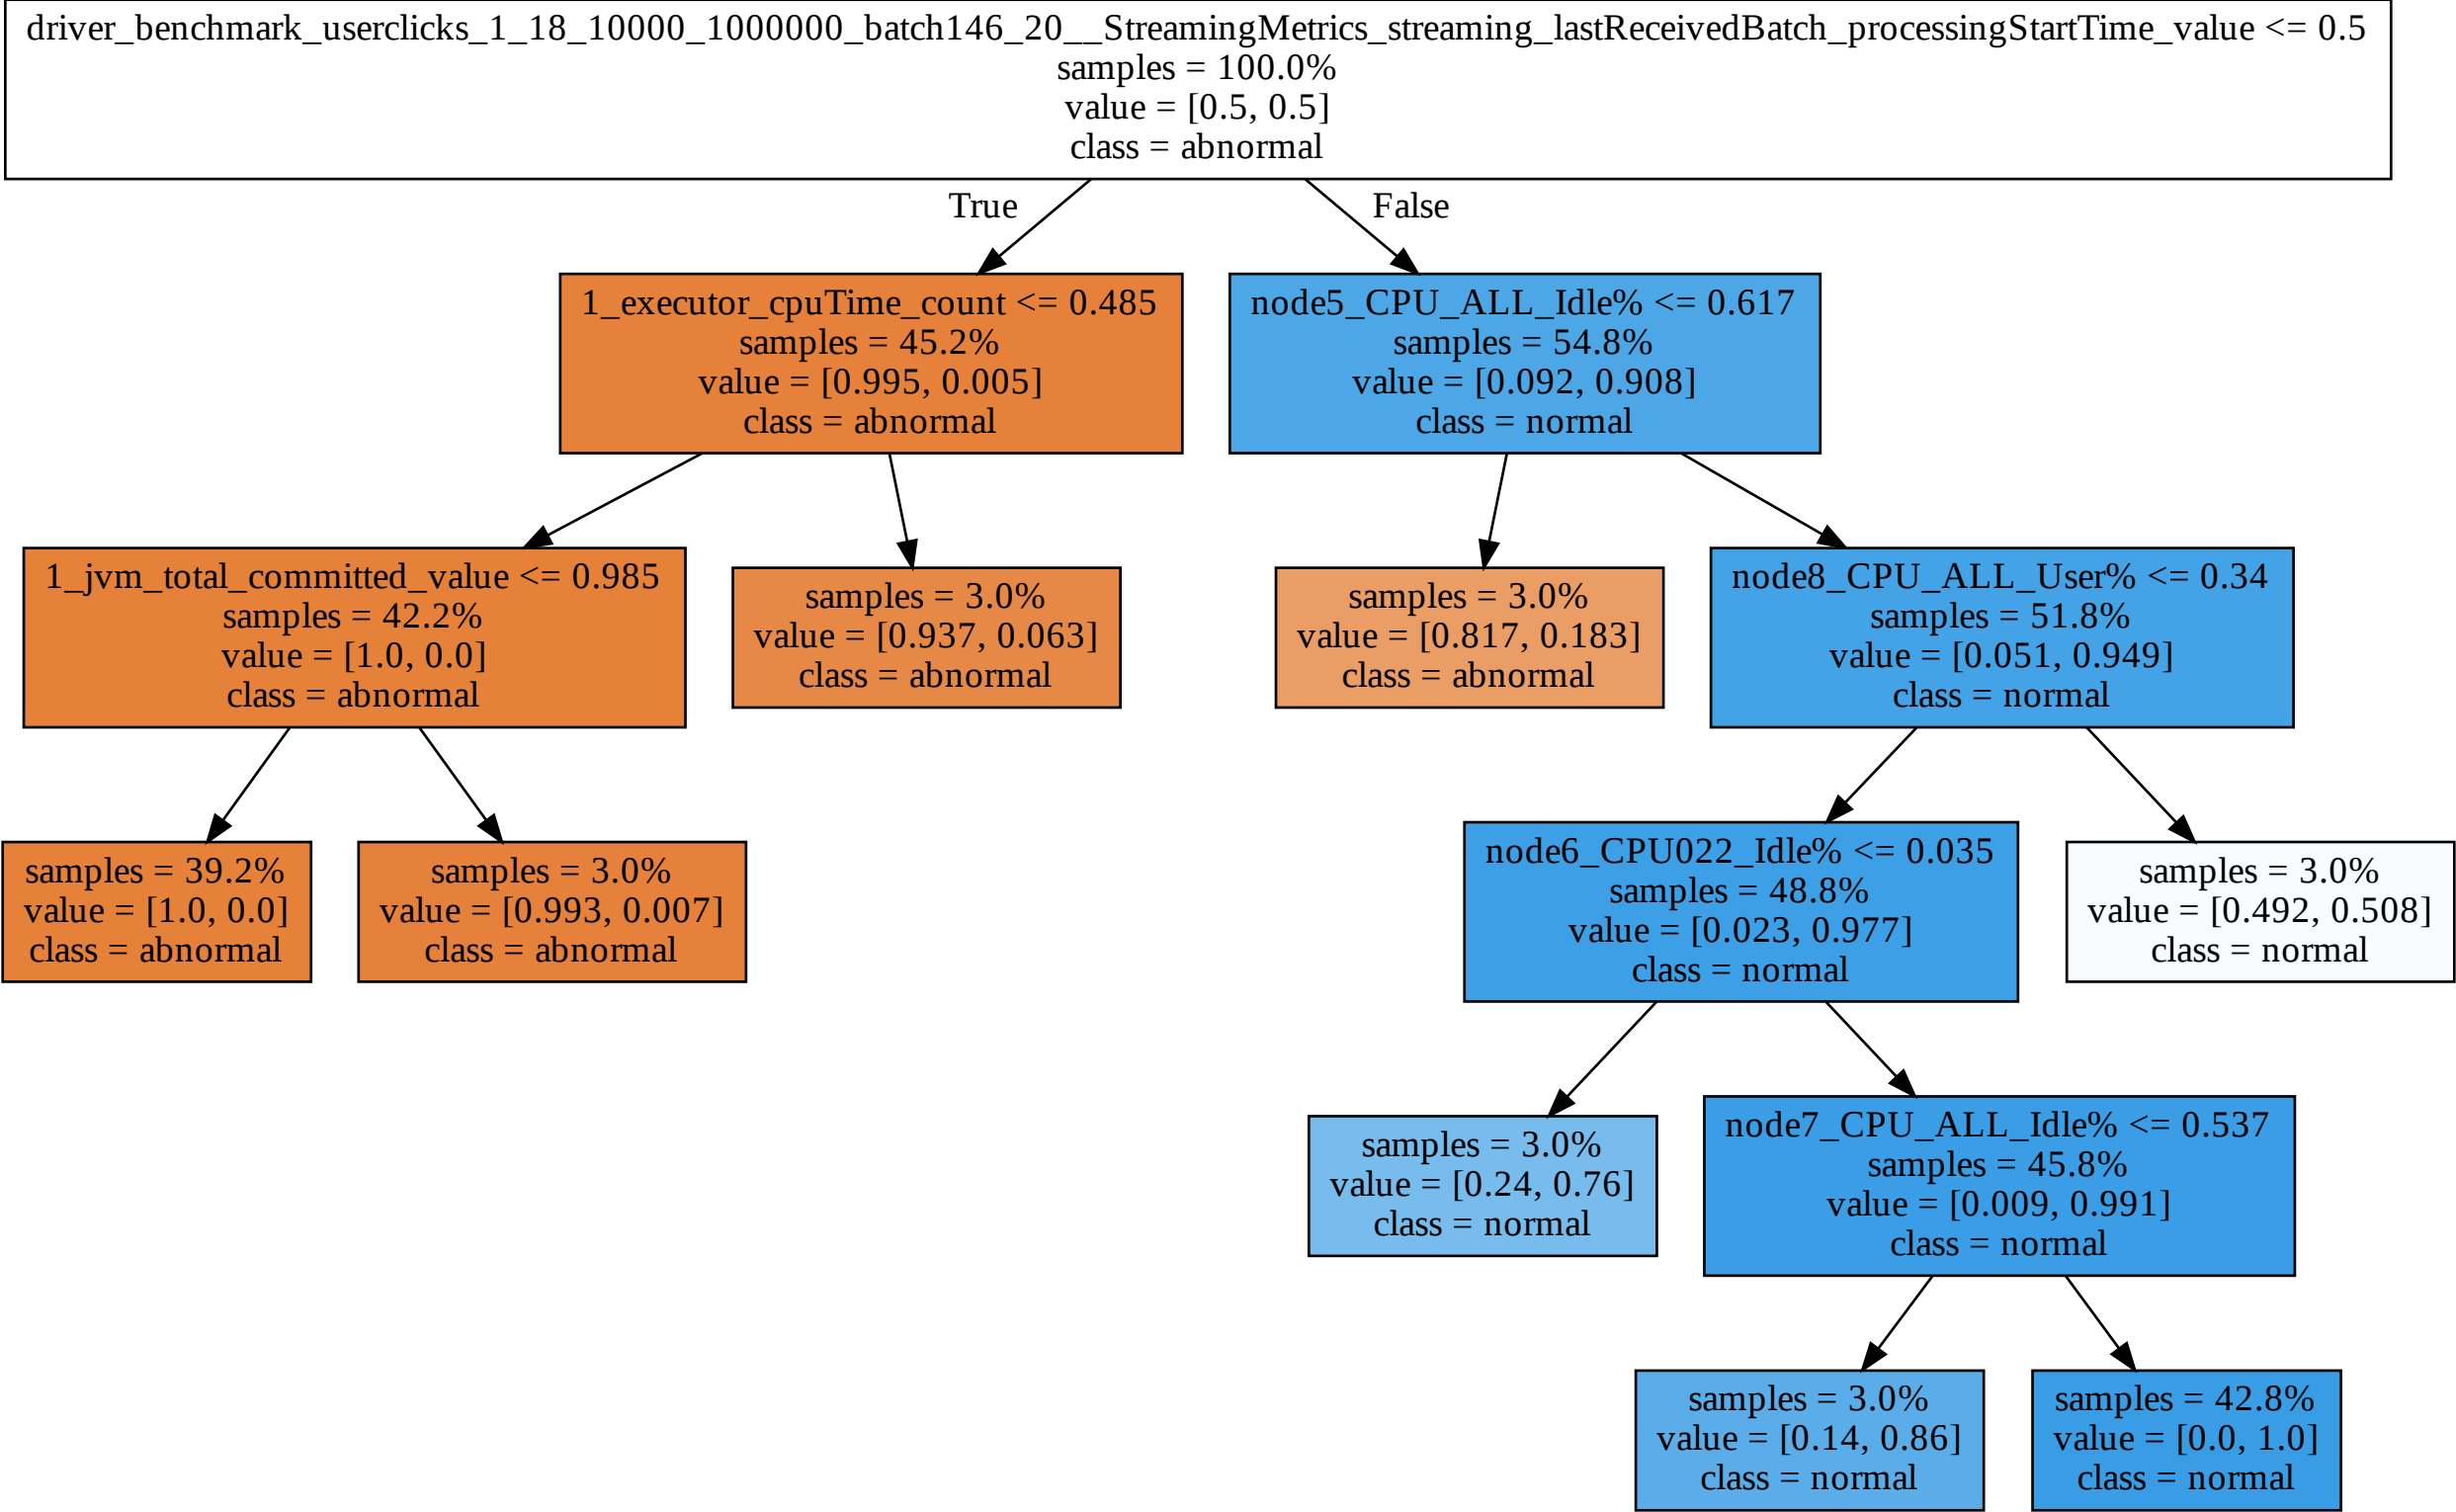 driver_benchmark_userclicks_1_18_10000_1000000_batch146_20__StreamingMetrics_streaming_lastReceivedBatch_processingStartTime_value <= 0.5
samples = 100.0%
value = [0.5, 0.5]
class = abnormal
True
False
1_executor_cpuTime_count <= 0.485
samples = 45.2%
value = [0.995, 0.005]
class = abnormal
node5_CPU_ALL_Idle% <= 0.617
samples = 54.8%
value = [0.092, 0.908]
class = normal
1_jvm_total_committed_value <= 0.985
samples = 42.2%
value = [1.0, 0.0]
class = abnormal
samples = 3.0%
value = [0.937, 0.063]
class = abnormal
samples = 3.0%
value = [0.817, 0.183]
class = abnormal
node8_CPU_ALL_User% <= 0.34
samples = 51.8%
value = [0.051, 0.949]
class = normal
samples = 39.2%
value = [1.0, 0.0]
class = abnormal
samples = 3.0%
value = [0.993, 0.007]
class = abnormal
node6_CPU022_Idle% <= 0.035
samples = 48.8%
value = [0.023, 0.977]
class = normal
samples = 3.0%
value = [0.492, 0.508]
class = normal
samples = 3.0%
value = [0.24, 0.76]
class = normal
node7_CPU_ALL_Idle% <= 0.537
samples = 45.8%
value = [0.009, 0.991]
class = normal
samples = 3.0%
value = [0.14, 0.86]
class = normal
samples = 42.8%
value = [0.0, 1.0]
class = normal